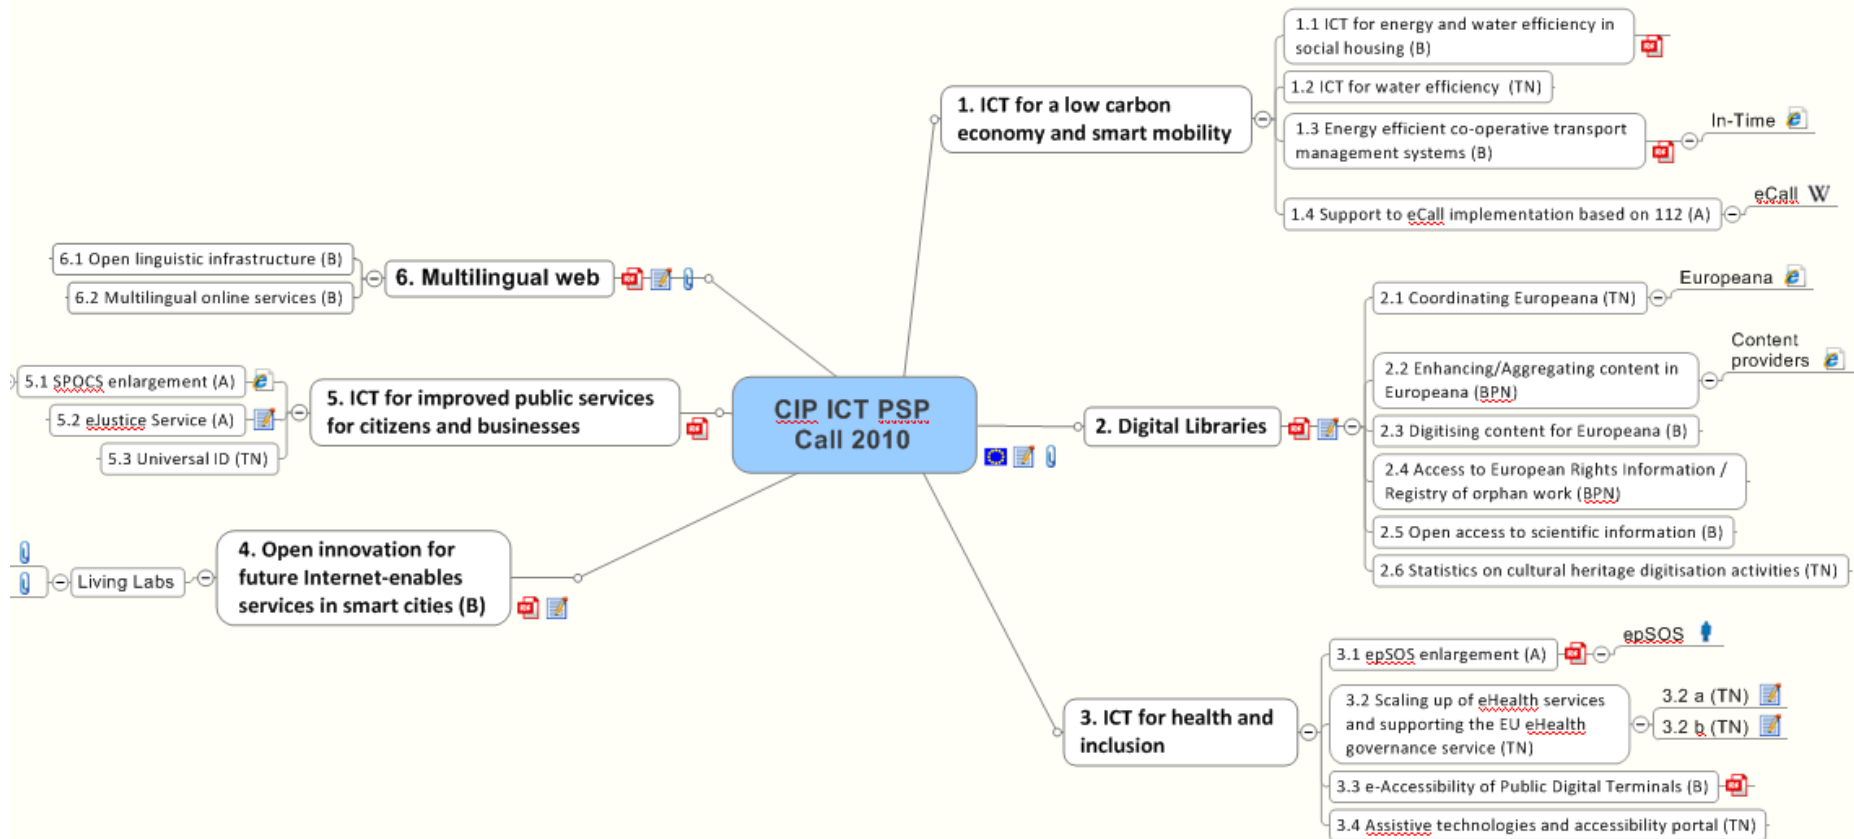 CIP ICT PSP
Call 2010
1. ICT for a low carbon
economy and smart mobility
1.1 ICT for energy and water efficiency in
social housing (B)
1.2 ICT for water efficiency (TN)
1.3 Energy efficient co-operative transport
management systems (B)
In-Time
1.4 Support to eCall implementation based on 112 (A)
eCall W
2. Digital Libraries
2.1 Coordinating Europeana (TN)
Europeana
2.2 Enhancing/Aggregating content in
Europeana (BPN)
Content
providers
2.3 Digitising content for Europeana (B)
2.4 Access to European Rights Information /
Registry of orphan work (BPN)
2.5 Open access to scientific information (B)
2.6 Statistics on cultural heritage digitisation activities (TN)
3. ICT for health and
inclusion
3.1 epSOS enlargement (A)
epSOS
3.2 Scaling up of eHealth services
and supporting the EU eHealth
governance service (TN)
3.2 a (TN)
3.2 b (TN)
3.3 e-Accessibility of Public Digital Terminals (B)
3.4 Assistive technologies and accessibility portal (TN)
4. Open innovation for
future Internet-enables
services in smart cities (B)
Living Labs
5. ICT for improved public services
for citizens and businesses
5.1 SPOCS enlargement (A)
5.2 eJustice Service (A)
5.3 Universal ID (TN)
6. Multilingual web
6.1 Open linguistic infrastructure (B)
6.2 Multilingual online services (B)